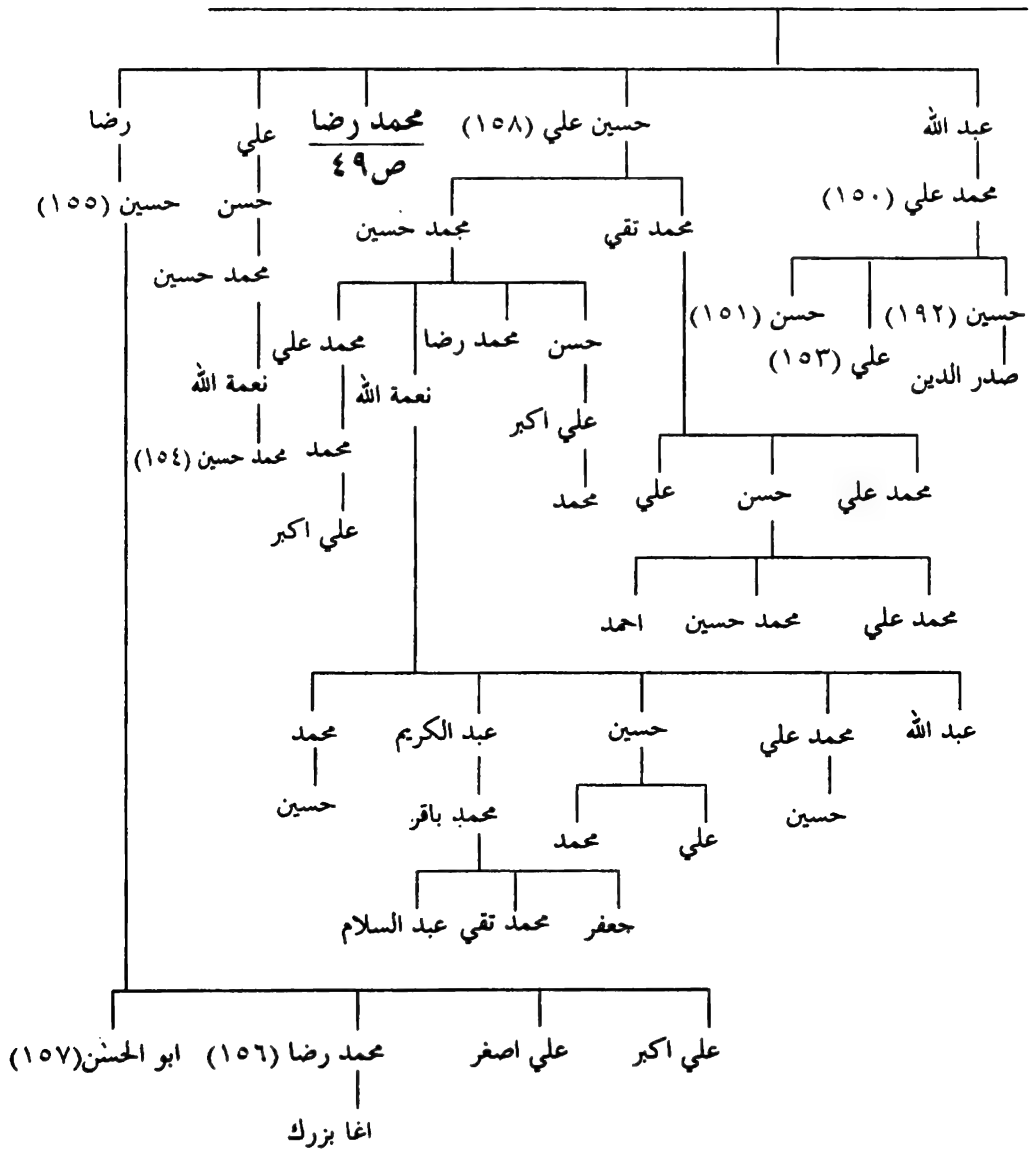 عبد الله
حسين علي (١٥٨)
محمد رضا
ص٤٩
علي
رضا
محمد علي (١٥٠)
حسن
حسين (١٥٥)
محمد تقي
محمد حسين
محمد حسين
حسين (١٩٢)
علي (١٥٣)
حسن (١٥١)
صدر الدين
حسن
محمد رضا
نعمة الله
محمد علي
نعمة الله
علي اكبر
محمد
محمد حسين (١٥٤)
محمد
علي اكبر
محمد علي
حسن
علي
محمد علي
محمد حسين
احمد
عبد الله
محمد علي
حسين
عبد الكريم
محمد
حسين
علي
محمد
محمد باقر
حسين
جعفر
محمد تقي
عبد السلام
علي اكبر
علي اصغر
محمد رضا (١٥٦)
ابو الحسن (١٥٧)
اغا بزرك